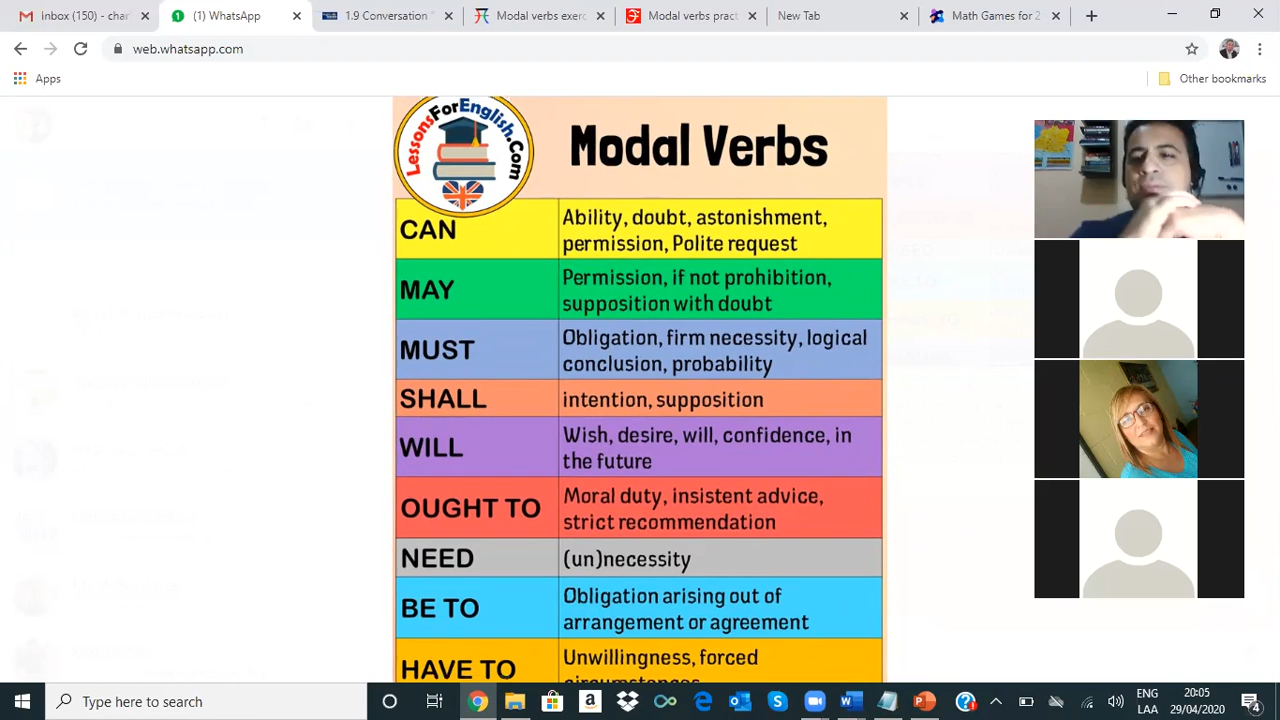 inbox (150) - cha
(1) WhatsApp
1.9 Conversation "
Modal verbs exerc
Modal verbs pract
New Tab
Math Games for 2
web.whatsapp.com
Apps
Other bookmarks
LessonsForEnglish.Com
Modal Verbs
CAN
Ability, doubt, astonishment,
permission, Polite request
MAY
Permission, if not prohibition,
supposition with doubt
MUST
Obligation, firm necessity, logical
conclusion, probability
SHALL
intention, supposition
WILL
Wish, desire, will, confidence, in
the future
OUGHT TO
Moral duty, insistent advice,
strict recommendation
NEED
(un)necessity
BE TO
Obligation arising out of
arrangement or agreement
HAVE TO
Unwillingness, forced
circumstances
Type here to search
ENG
LAA
20:05
29/04/2020
4